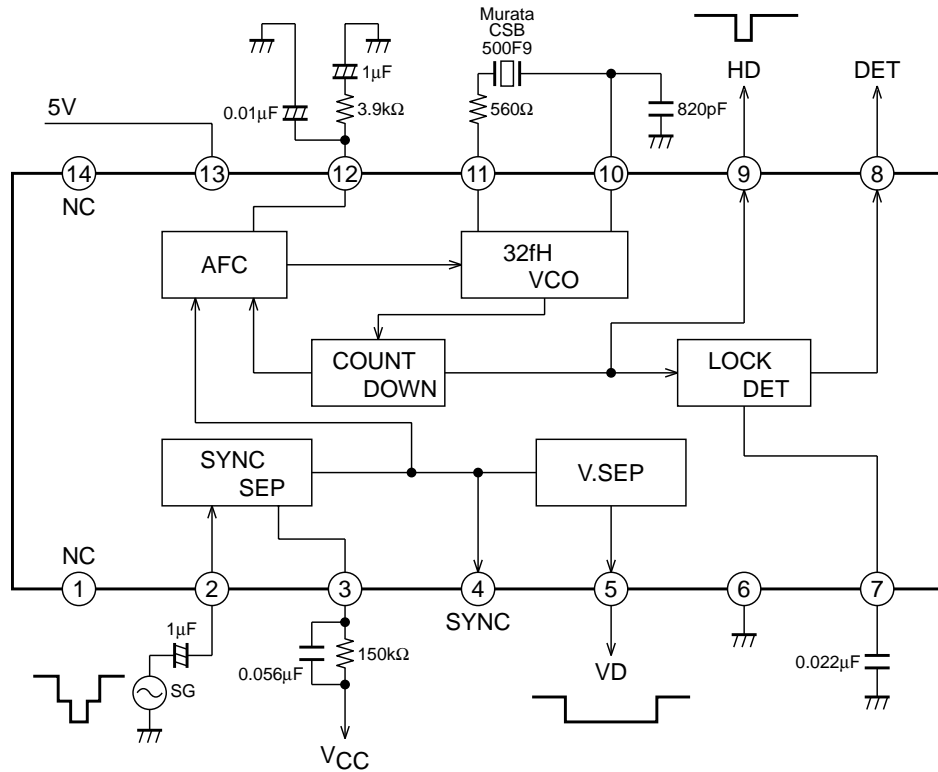 Murata
CSB
500F9
HD
DET
1μF
0.01μF
3.9kΩ
560Ω
820pF
5V
14
13
12
11
10
9
8
NC
AFC
32fH
VCO
COUNT
DOWN
LOCK
DET
SYNC
SEP
V.SEP
NC
1
2
3
4
5
6
7
SYNC
1μF
SG
0.056μF
150kΩ
VD
0.022μF
VCC